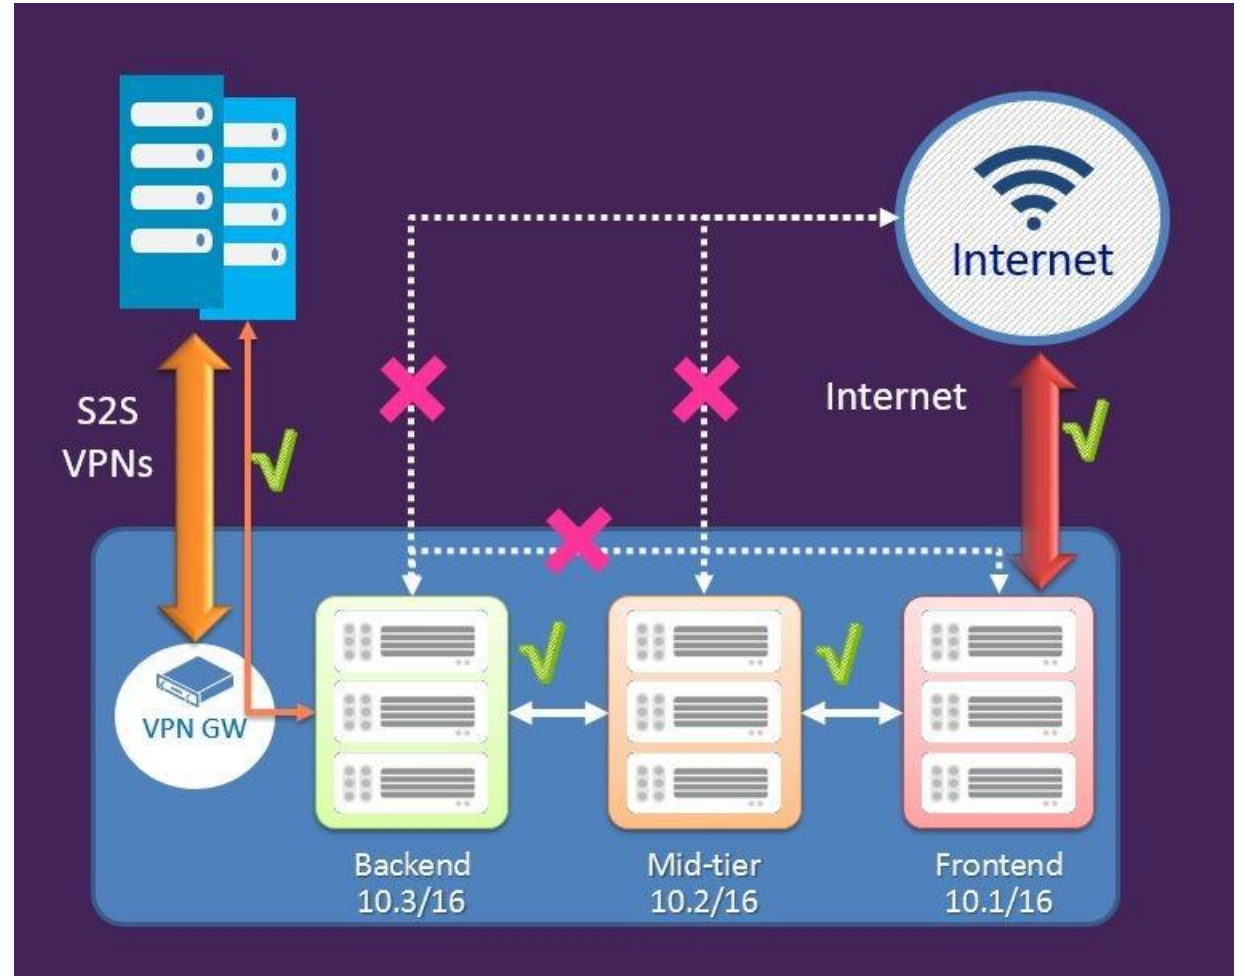 Internet
S2S
VPNs
Internet
VPN GW
Backend
10.3/16
Mid-tier
10.2/16
Frontend
10.1/16